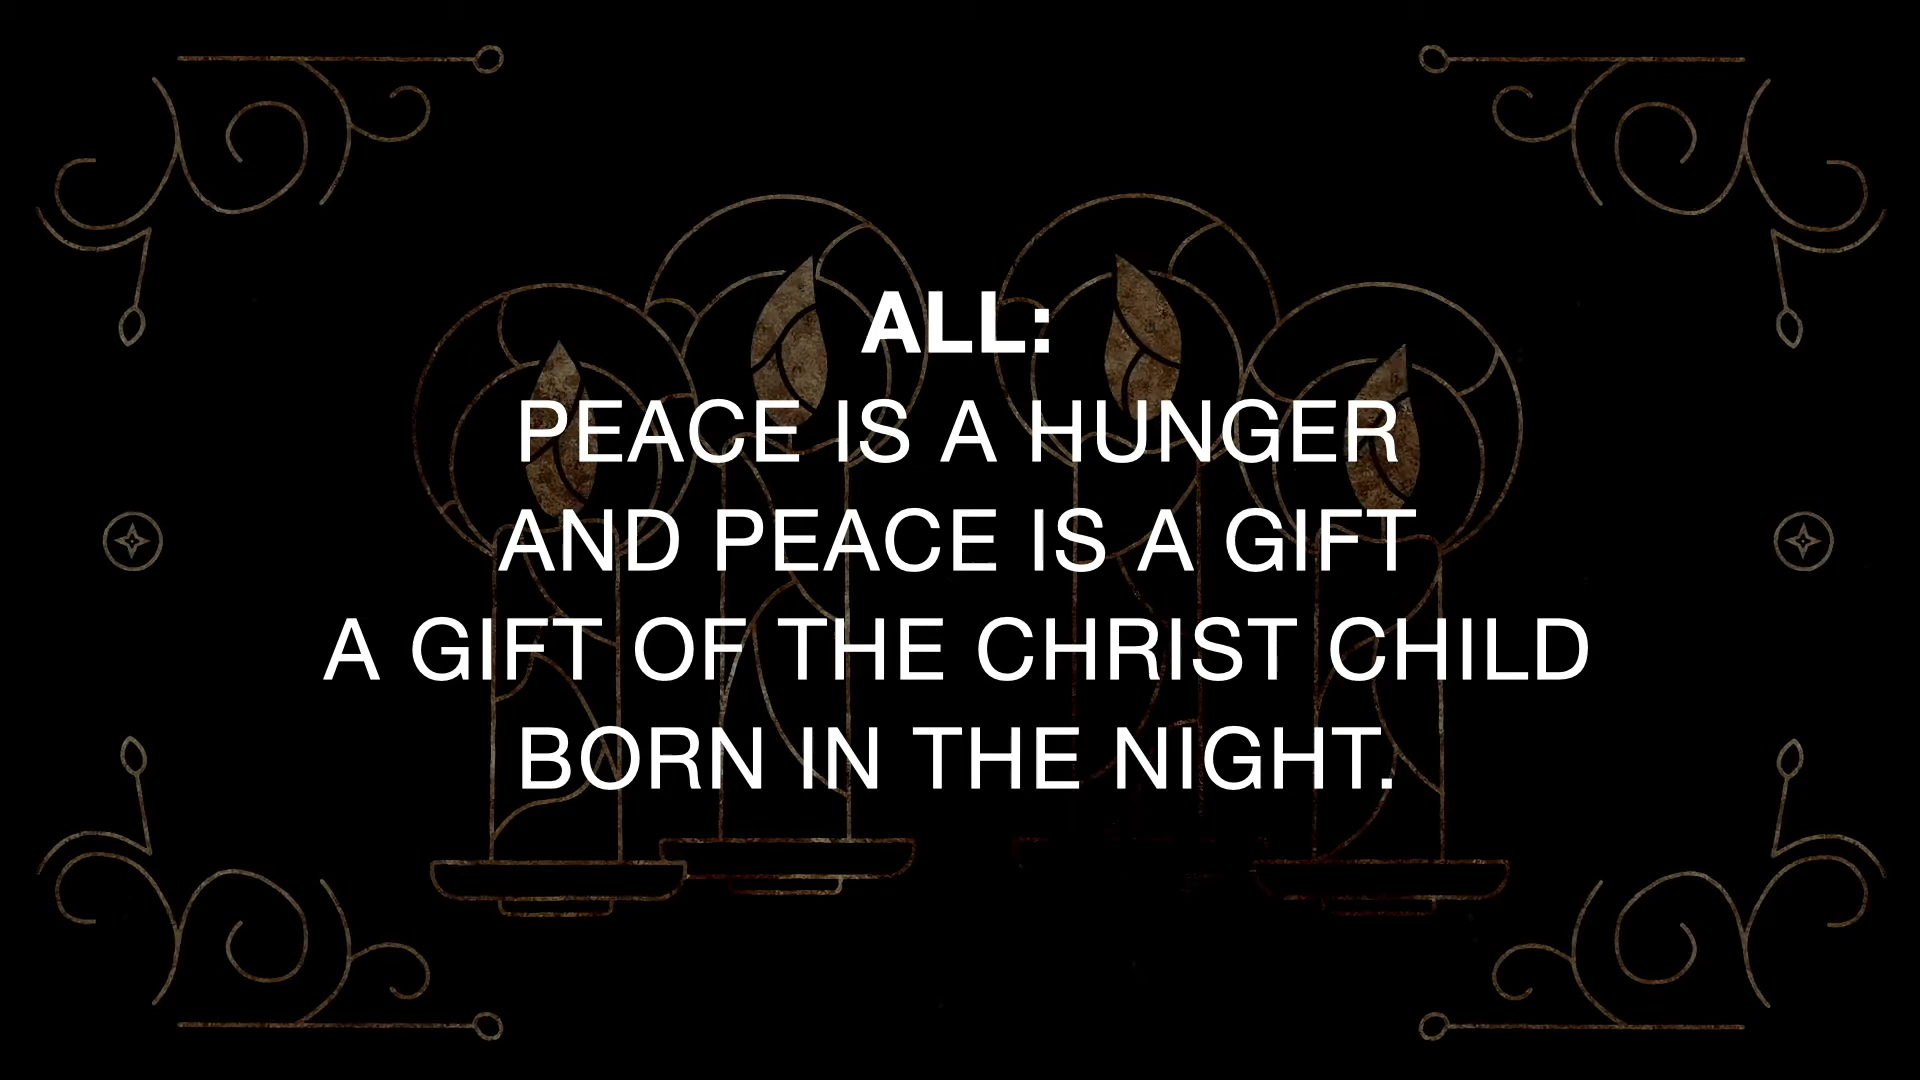 ALL:
PEACE IS A HUNGER
AND PEACE IS A GIFT
A GIFT OF THE CHRIST CHILD
BORN IN THE NIGHT.